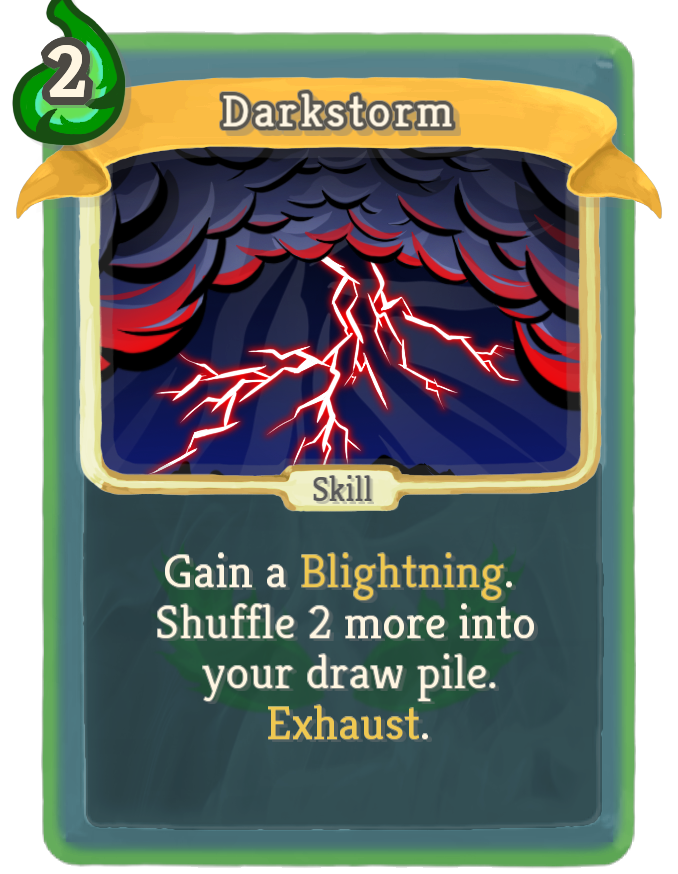 2
Darkstorm
Skill
Gain a Blightning.
Shuffle 2 more into
your draw pile.
Exhaust.